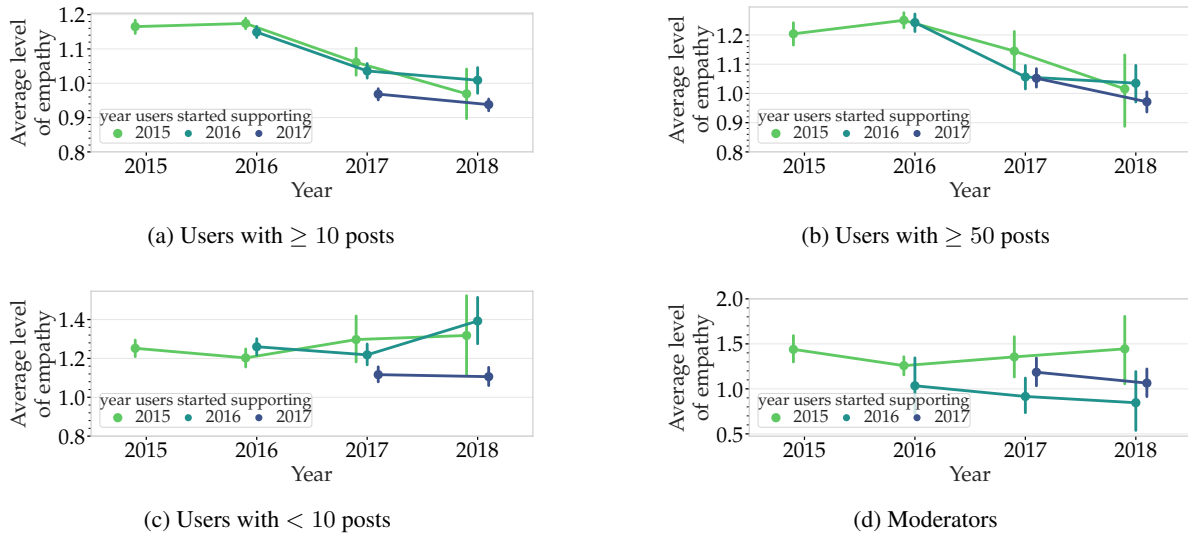 Average level
of empathy
1.2
1.1
1.0
0.9
0.8
year users started supporting
2015 2016 2017
2015 2016 2017 2018
Year
(a) Users with ≥ 10 posts
Average level
of empathy
1.2
1.1
1.0
0.9
0.8
year users started supporting
2015 2016 2017
2015 2016 2017 2018
Year
(b) Users with ≥ 50 posts
Average level
of empathy
1.4
1.2
1.0
0.8
year users started supporting
2015 2016 2017
2015 2016 2017 2018
Year
(c) Users with < 10 posts
Average level
of empathy
2.0
1.5
1.0
0.5
year users started supporting
2015 2016 2017
2015 2016 2017 2018
Year
(d) Moderators